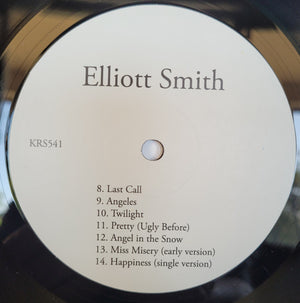 Elliott Smith
KRS541
8. Last Call
9. Angeles
10. Twilight
11. Pretty (Ugly Before)
12. Angel in the Snow
13. Miss Misery (early version)
14. Happiness (single version)